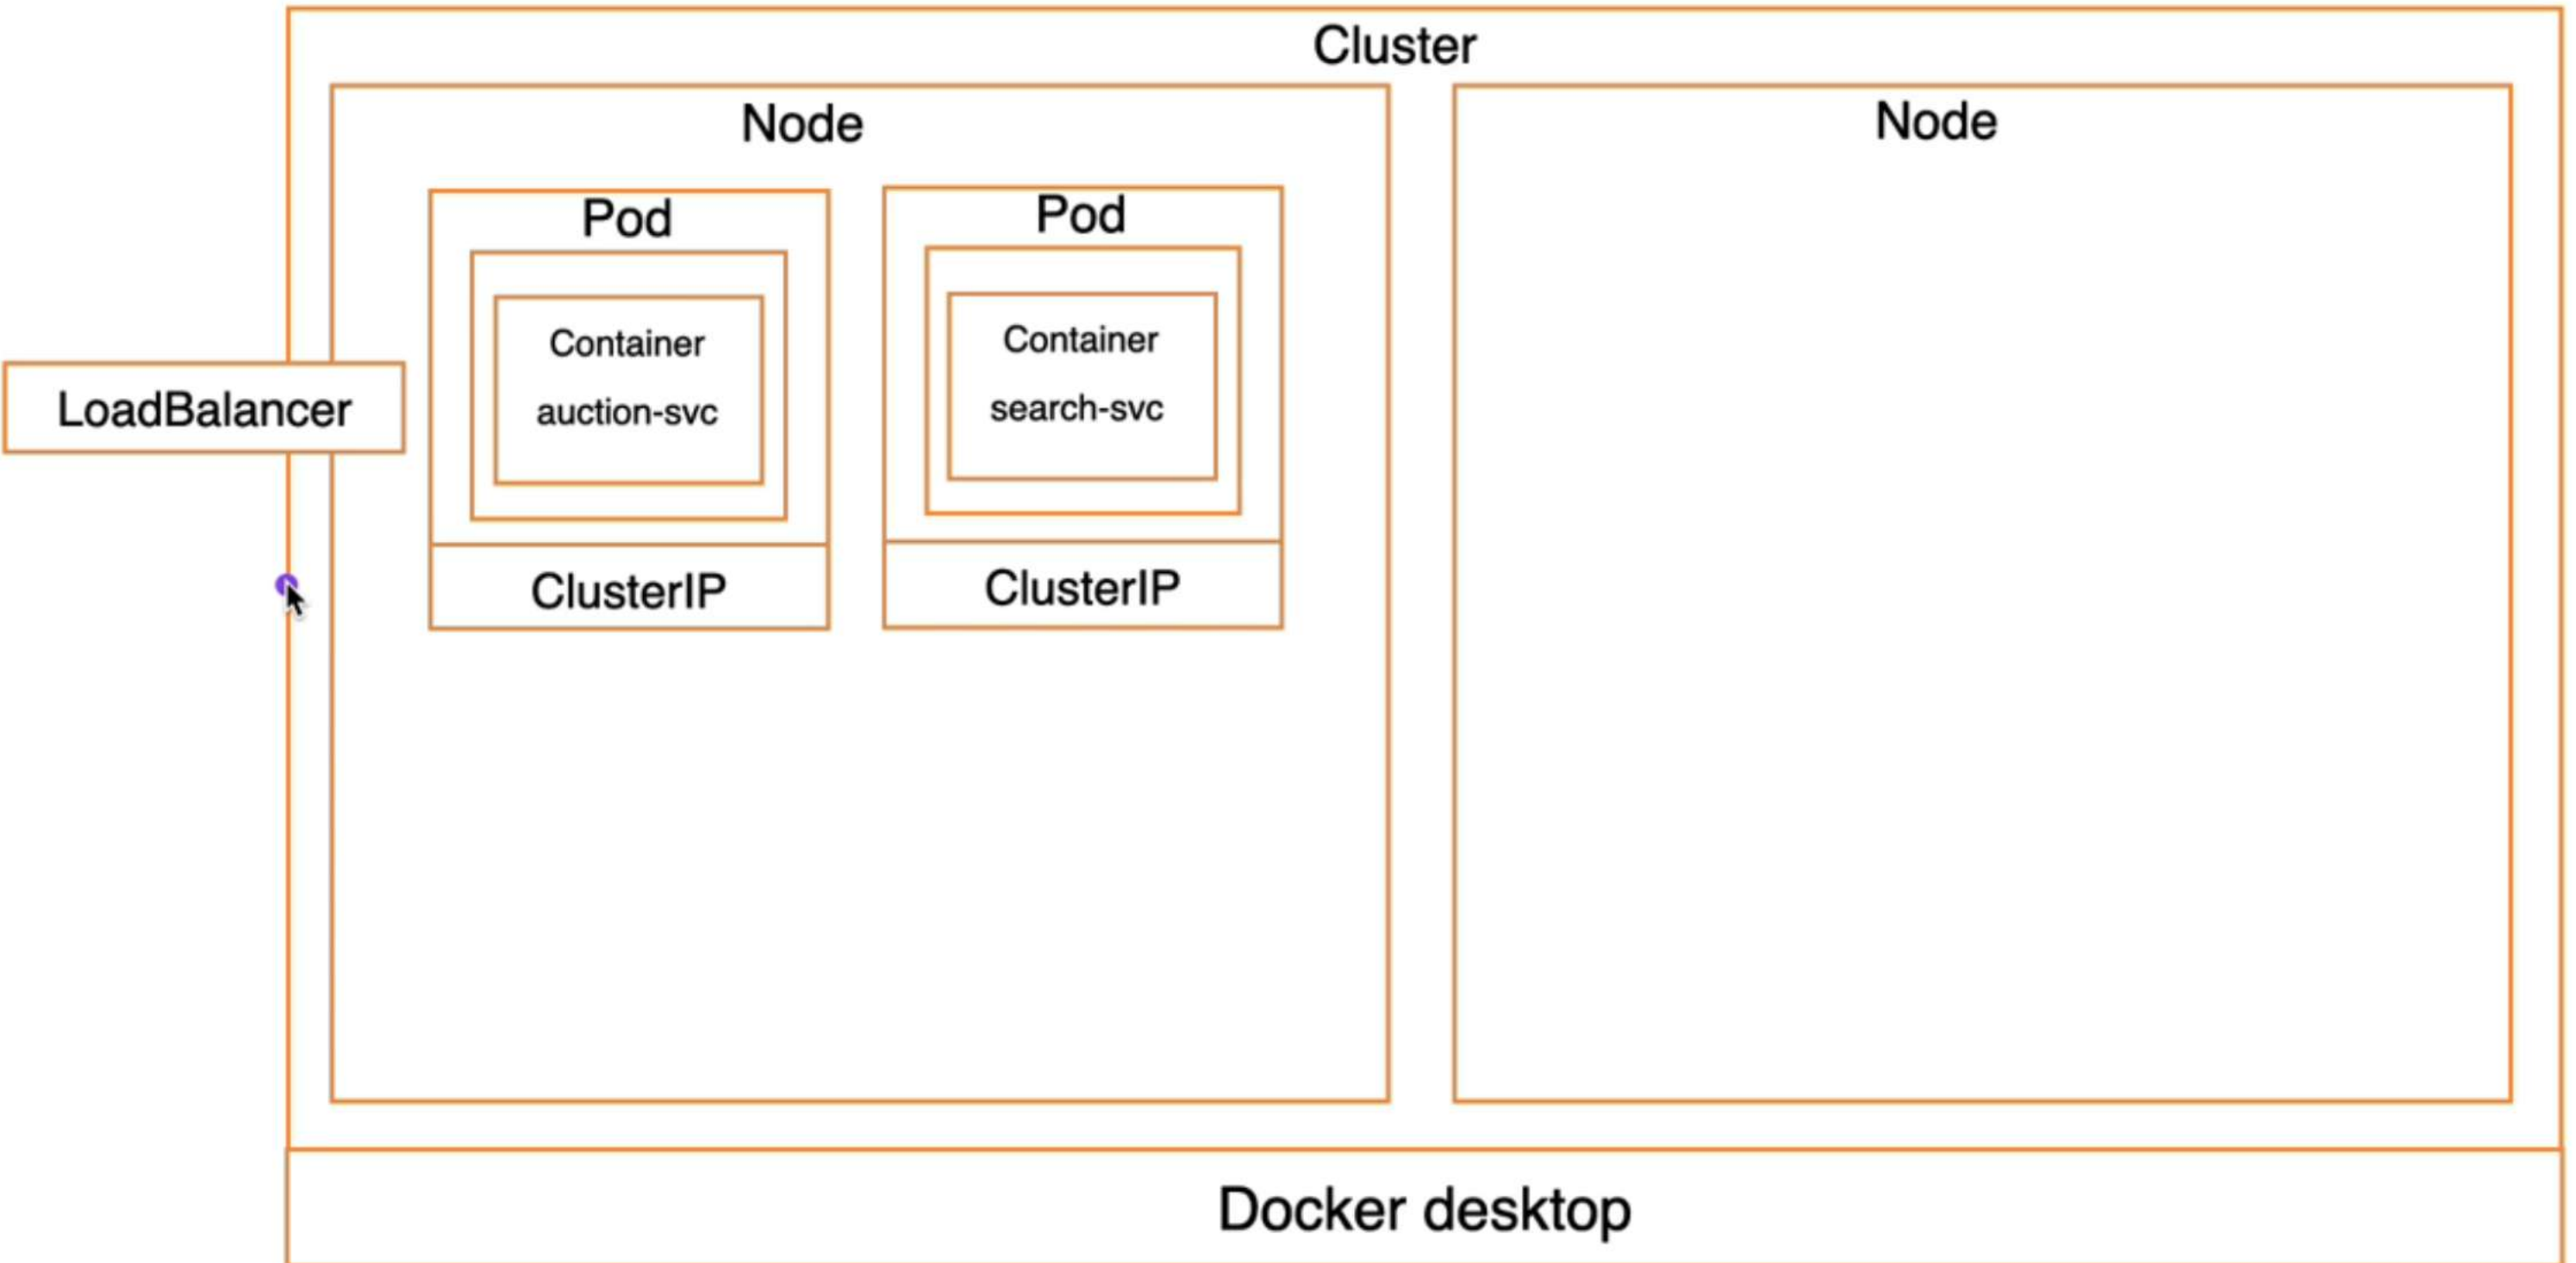 Cluster
Node
Node
Pod
Pod
Container
auction-svc
Container
search-svc
LoadBalancer
ClusterIP
ClusterIP
Docker desktop